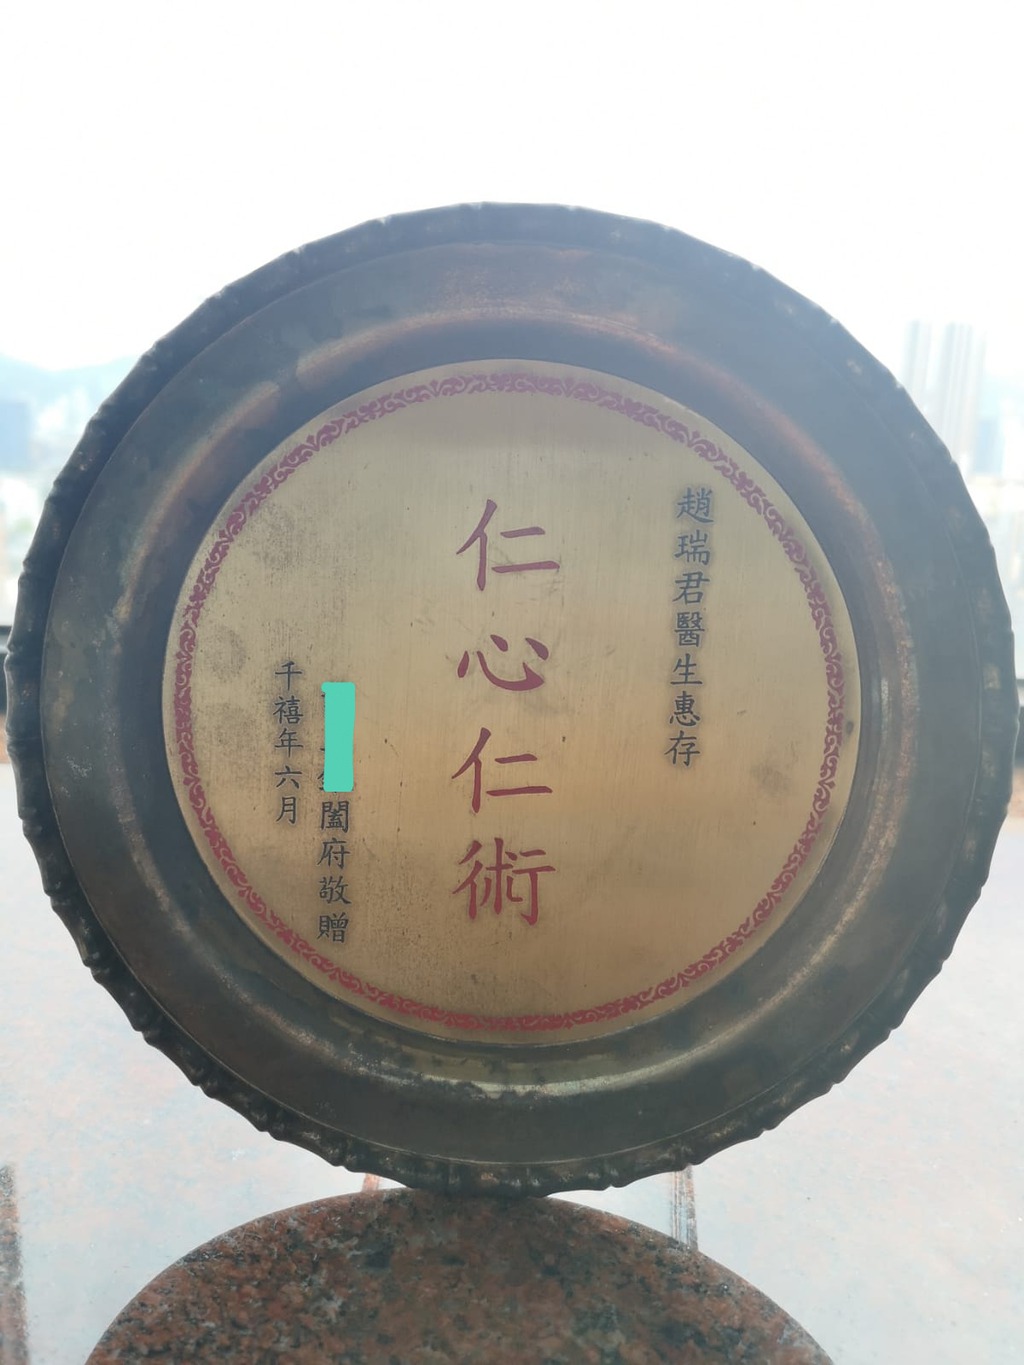 趙瑞君醫生惠存
仁心仁術
闔府敬贈
千禧年六月